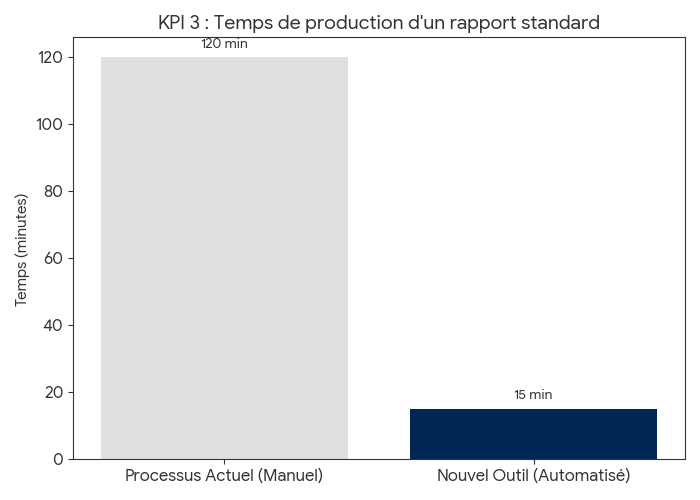 KPI 3 : Temps de production d'un rapport standard
120 min
120
100
80
60
40
20
0
Temps (minutes)
15 min
Processus Actuel (Manuel)
Nouvel Outil (Automatisé)